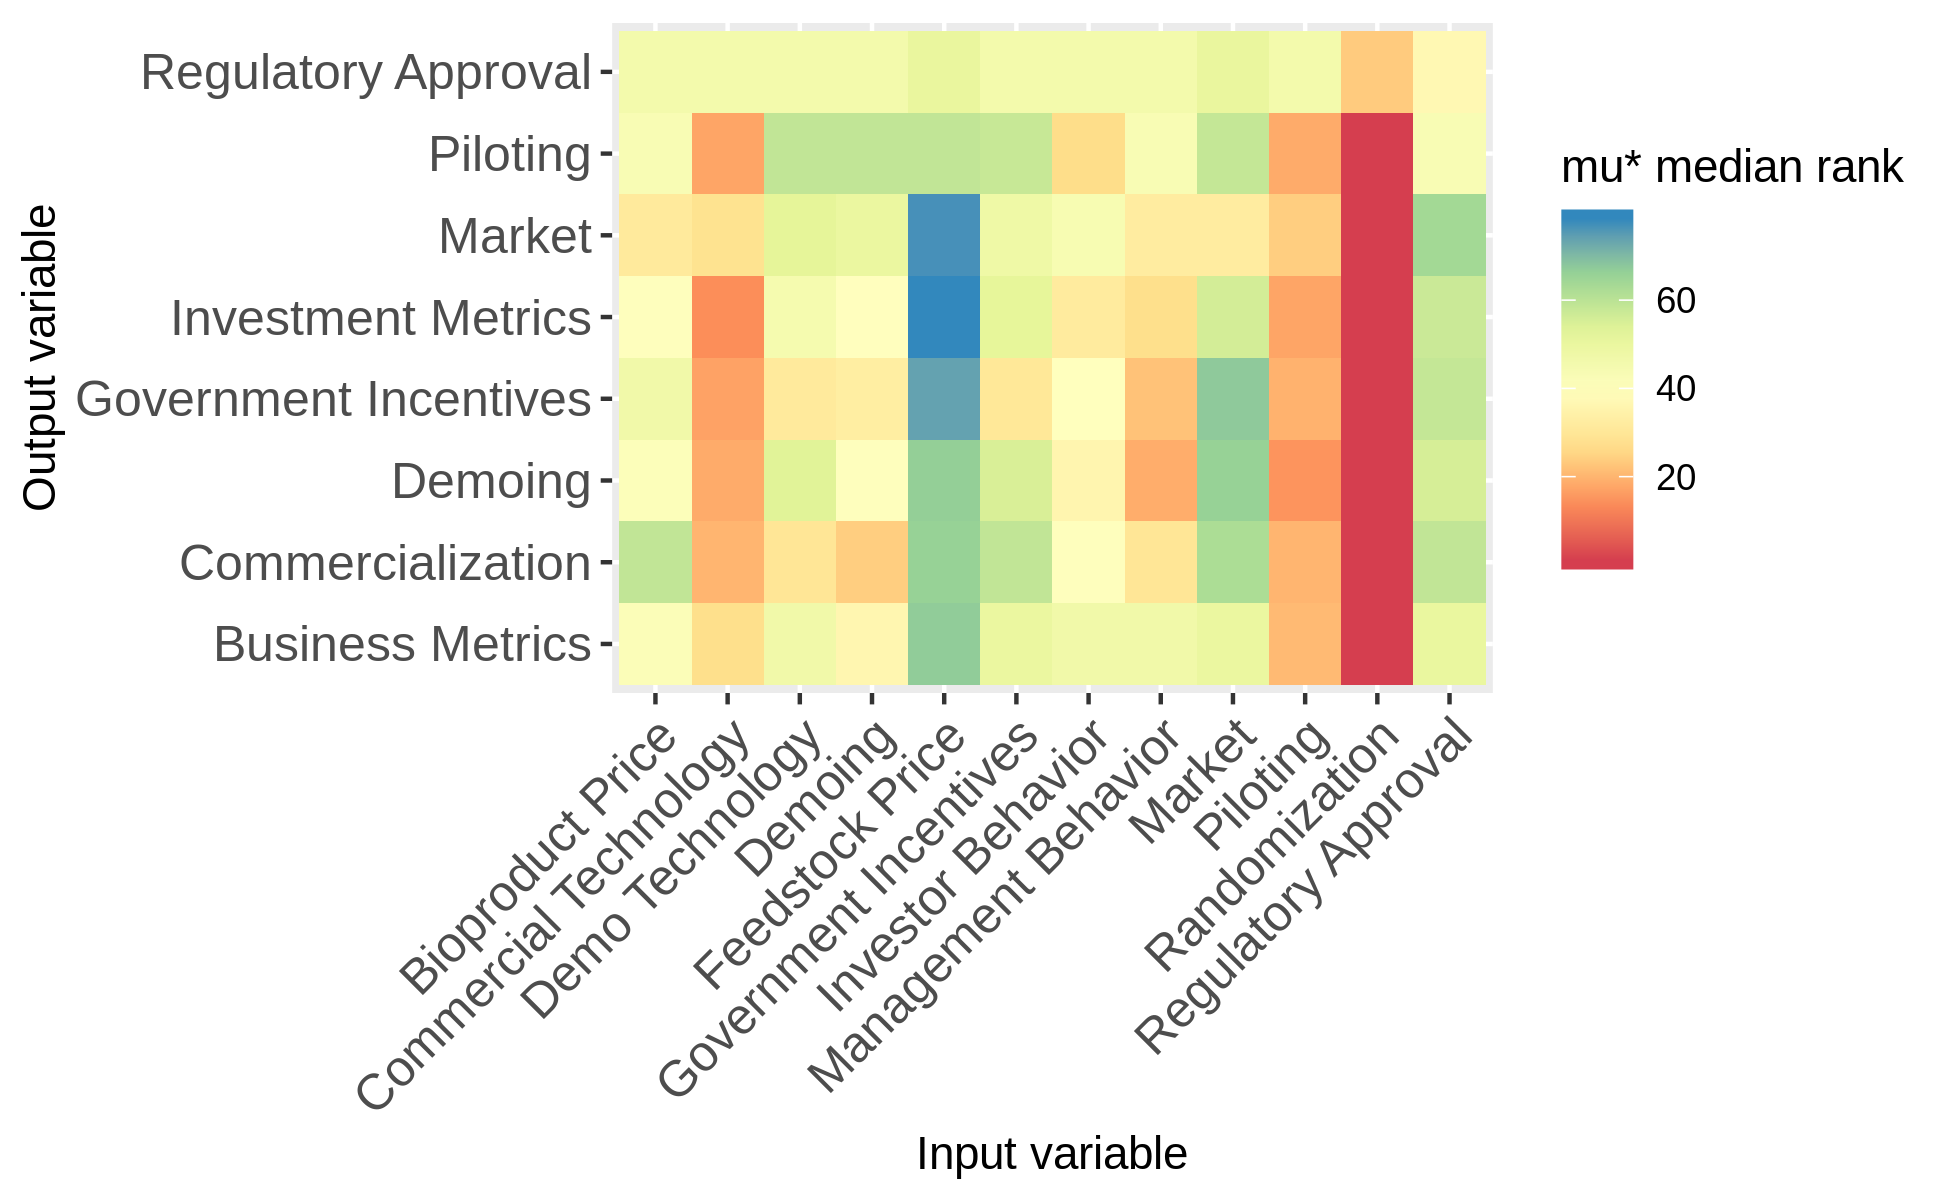 Output variable
Regulatory Approval
Piloting
Market
Investment Metrics
Government Incentives
Demoing
Commercialization
Business Metrics
Bioproduct Price
Commercial Technology
Demo Technology
Demoing
Feedstock Price
Government Incentives
Investor Behavior
Management Behavior
Market
Piloting
Randomization
Regulatory Approval
Input variable
mu* median rank
60
40
20